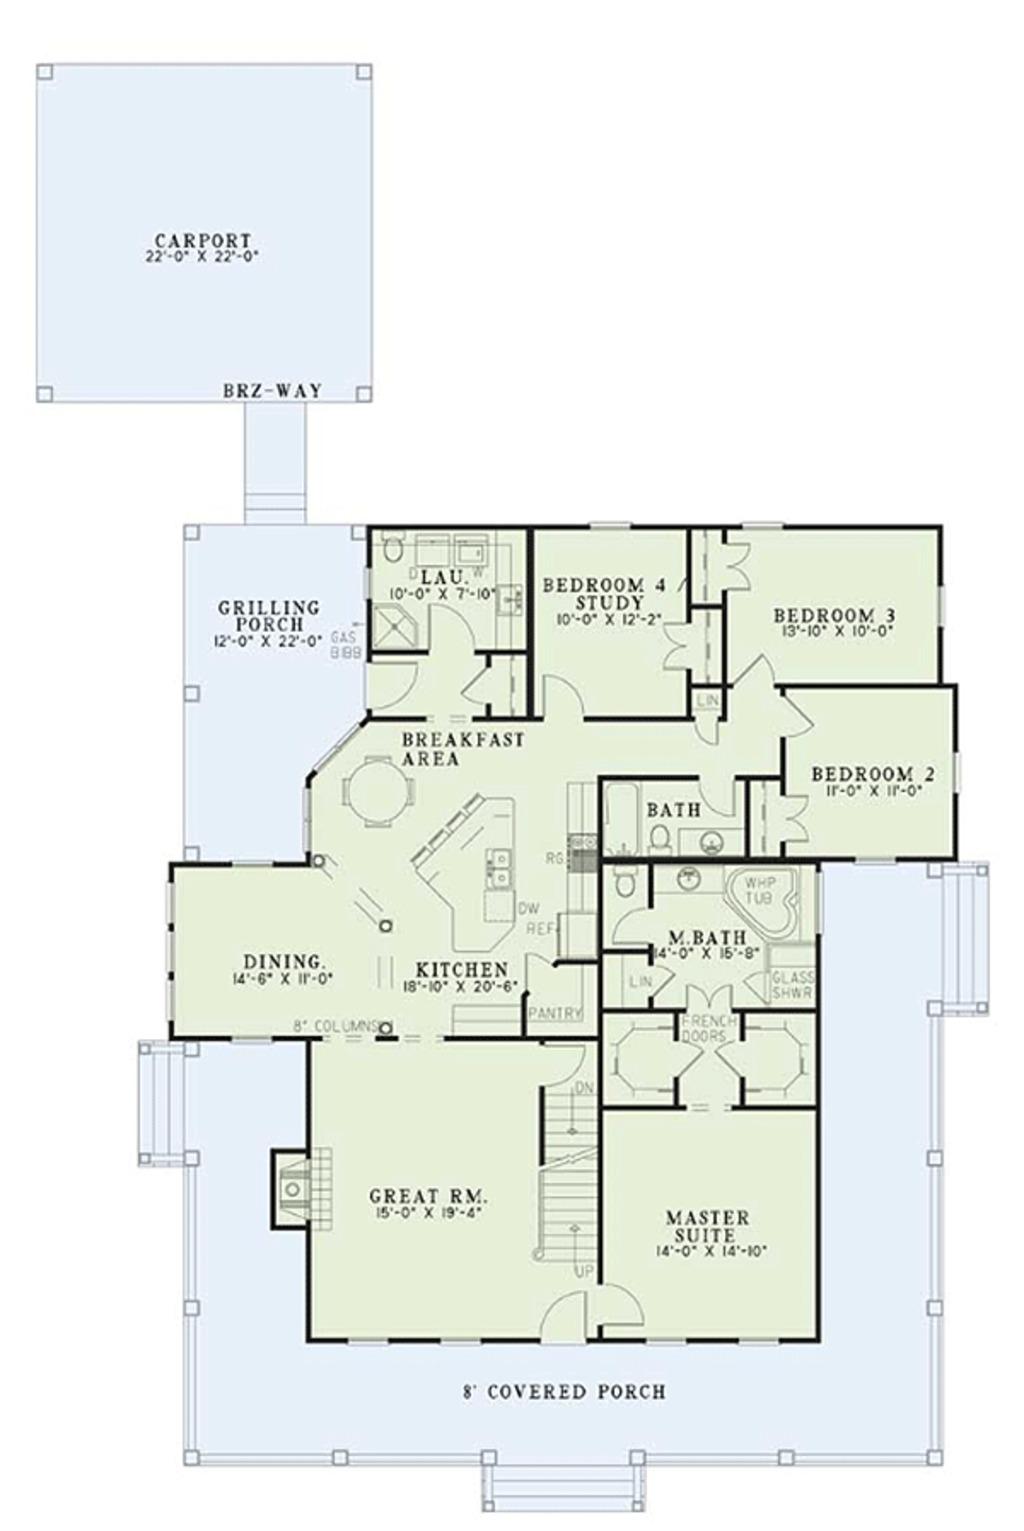 CARPORT
22'-0" X 22'-0"
BRZ-WAY
GRILLING
PORCH
12'-0" X 22'-0"
GAS
BIBB
D
W
LAU.
10'-0" X 7'-10"
BEDROOM 4
STUDY
10'-0" X 12'-2"
BEDROOM 3
13'-10" X 10'-0"
LIN
BREAKFAST
AREA
BEDROOM 2
11'-0" X 11'-0"
BATH
RG.
WHP
TUB
DW
REF.
M.BATH
14'-0" X 15'-8"
DINING.
14'-6" X 11'-0"
KITCHEN
18'-10" X 20'-6"
LIN
GLASS
SHWR
PANTRY
8" COLUMNS
FRENCH
DOORS
DN
GREAT RM.
15'-0" X 19'-4"
MASTER
SUITE
14'-0" X 14'-10"
UP
8' COVERED PORCH